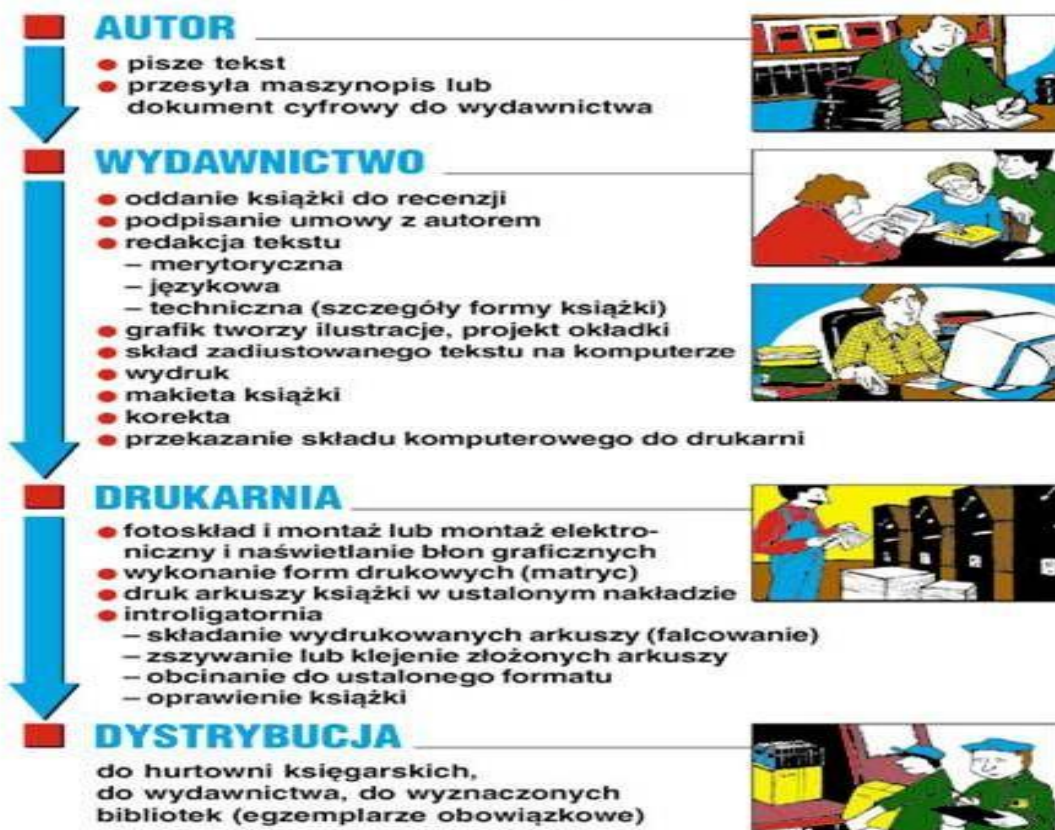 AUTOR
● pisze tekst
● przesyła maszynopis lub
dokument cyfrowy do wydawnictwa
WYDAWNICTWO
● oddanie książki do recenzji
● podpisanie umowy z autorem
● redakcja tekstu
– merytoryczna
– językowa
– techniczna (szczegóły formy książki)
● grafik tworzy ilustracje, projekt okładki
● skład zadiustowanego tekstu na komputerze
● wydruk
● makieta książki
● korekta
● przekazanie składu komputerowego do drukarni
DRUKARNIA
● fotoskład i montaż lub montaż elektro-
niczny i naświetlanie błon graficznych
● wykonanie form drukowych (matryc)
● druk arkuszy książki w ustalonym nakładzie
● introligatornia
– składanie wydrukowanych arkuszy (falcowanie)
– zszywanie lub klejenie złożonych arkuszy
– obcinanie do ustalonego formatu
– oprawienie książki
DYSTRYBUCJA
do hurtowni księgarskich,
do wydawnictwa, do wyznaczonych
bibliotek (egzemplarze obowiązkowe)